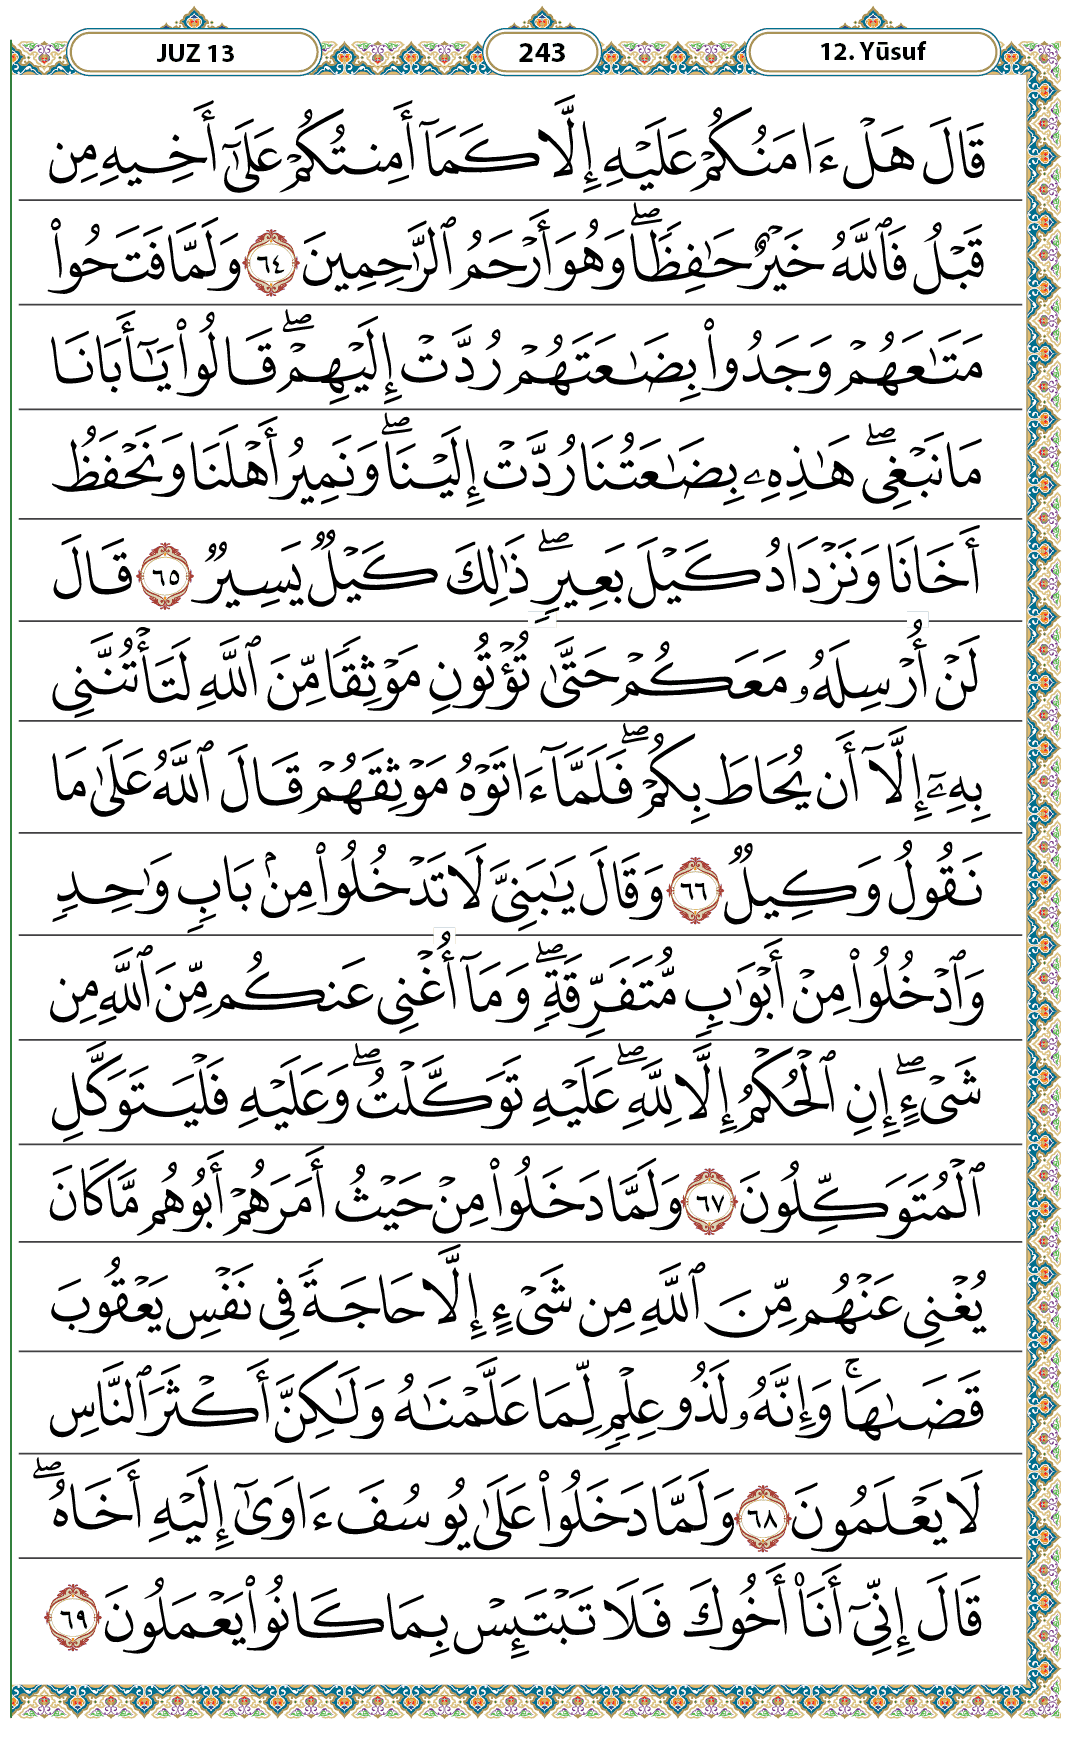 JUZ 13
243
12. Yūsuf
قَالَ هَلْ ءَامَنُكُمْ عَلَيْهِ إِلَّا كَمَآ أَمِنتُكُمْ عَلَىٰٓ أَخِيهِ مِن
قَبْلُ فَٱللَّهُ خَيْرٌ حَـٰفِظًا ۖ وَهُوَ أَرْحَمُ ٱلرَّٰحِمِينَ ٦٤ وَلَمَّا فَتَحُوا۟
مَتَـٰعَهُمْ وَجَدُوا۟ بِضَـٰعَتَهُمْ رُدَّتْ إِلَيْهِمْ ۖ قَالُوا۟ يَـٰٓأَبَانَا
مَا نَبْغِى ۖ هَـٰذِهِۦ بِضَـٰعَتُنَا رُدَّتْ إِلَيْنَا ۖ وَنَمِيرُ أَهْلَنَا وَنَحْفَظُ
أَخَانَا وَنَزْدَادُ كَيْلَ بَعِيرٍ ۖ ذَٰلِكَ كَيْلٌ يَسِيرٌ ٦٥ قَالَ
لَنْ أُرْسِلَهُۥ مَعَكُمْ حَتَّىٰ تُؤْتُونِ مَوْثِقًا مِّنَ ٱللَّهِ لَتَأْتُنَّنِى
بِهِۦٓ إِلَّآ أَن يُحَاطَ بِكُمْ ۖ فَلَمَّآ ءَاتَوْهُ مَوْثِقَهُمْ قَالَ ٱللَّهُ عَلَىٰ مَا
نَقُولُ وَكِيلٌ ٦٦ وَقَالَ يَـٰبَنِىَّ لَا تَدْخُلُوا۟ مِنۢ بَابٍ وَٰحِدٍ
وَٱدْخُلُوا۟ مِنْ أَبْوَٰبٍ مُّتَفَرِّقَةٍ ۖ وَمَآ أُغْنِى عَنكُم مِّنَ ٱللَّهِ مِن
شَىْءٍ ۖ إِنِ ٱلْحُكْمُ إِلَّا لِلَّهِ ۖ عَلَيْهِ تَوَكَّلْتُ ۖ وَعَلَيْهِ فَلْيَتَوَكَّلِ
ٱلْمُتَوَكِّلُونَ ٦٧ وَلَمَّا دَخَلُوا۟ مِنْ حَيْثُ أَمَرَهُمْ أَبُوهُم مَّا كَانَ
يُغْنِى عَنْهُم مِّنَ ٱللَّهِ مِن شَىْءٍ إِلَّا حَاجَةً فِى نَفْسِ يَعْقُوبَ
قَضَىٰهَا ۚ وَإِنَّهُۥ لَذُو عِلْمٍ لِّمَا عَلَّمْنَـٰهُ وَلَـٰكِنَّ أَكْثَرَ ٱلنَّاسِ
لَا يَعْلَمُونَ ٦٨ وَلَمَّا دَخَلُوا۟ عَلَىٰ يُوسُفَ ءَاوَىٰٓ إِلَيْهِ أَخَاهُ ۖ
قَالَ إِنِّىٓ أَنَا۠ أَخُوكَ فَلَا تَبْتَئِسْ بِمَا كَانُوا۟ يَعْمَلُونَ ٦٩